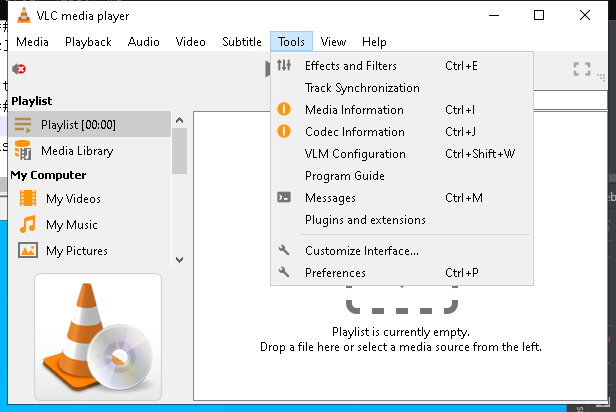 VLC media player
Media Playback Audio Video Subtitle Tools View Help
Effects and Filters Ctrl+E
Track Synchronization
Media Information Ctrl+I
Codec Information Ctrl+J
VLM Configuration Ctrl+Shift+W
Program Guide
Messages Ctrl+M
Plugins and extensions
Customize Interface...
Preferences Ctrl+P
Playlist
Playlist [00:00]
Media Library
My Computer
My Videos
My Music
My Pictures
Playlist is currently empty.
Drop a file here or select a media source from the left.